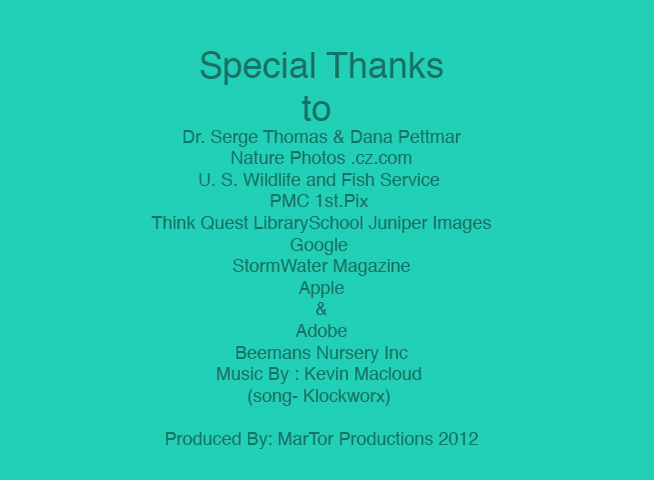 Special Thanks
to
Dr. Serge Thomas & Dana Pettmar
Nature Photos .cz.com
U. S. Wildlife and Fish Service
PMC 1st.Pix
Think Quest LibrarySchool Juniper Images
Google
StormWater Magazine
Apple
&
Adobe
Beemans Nursery Inc
Music By : Kevin Macloud
(song- Klockworx)
Produced By: MarTor Productions 2012